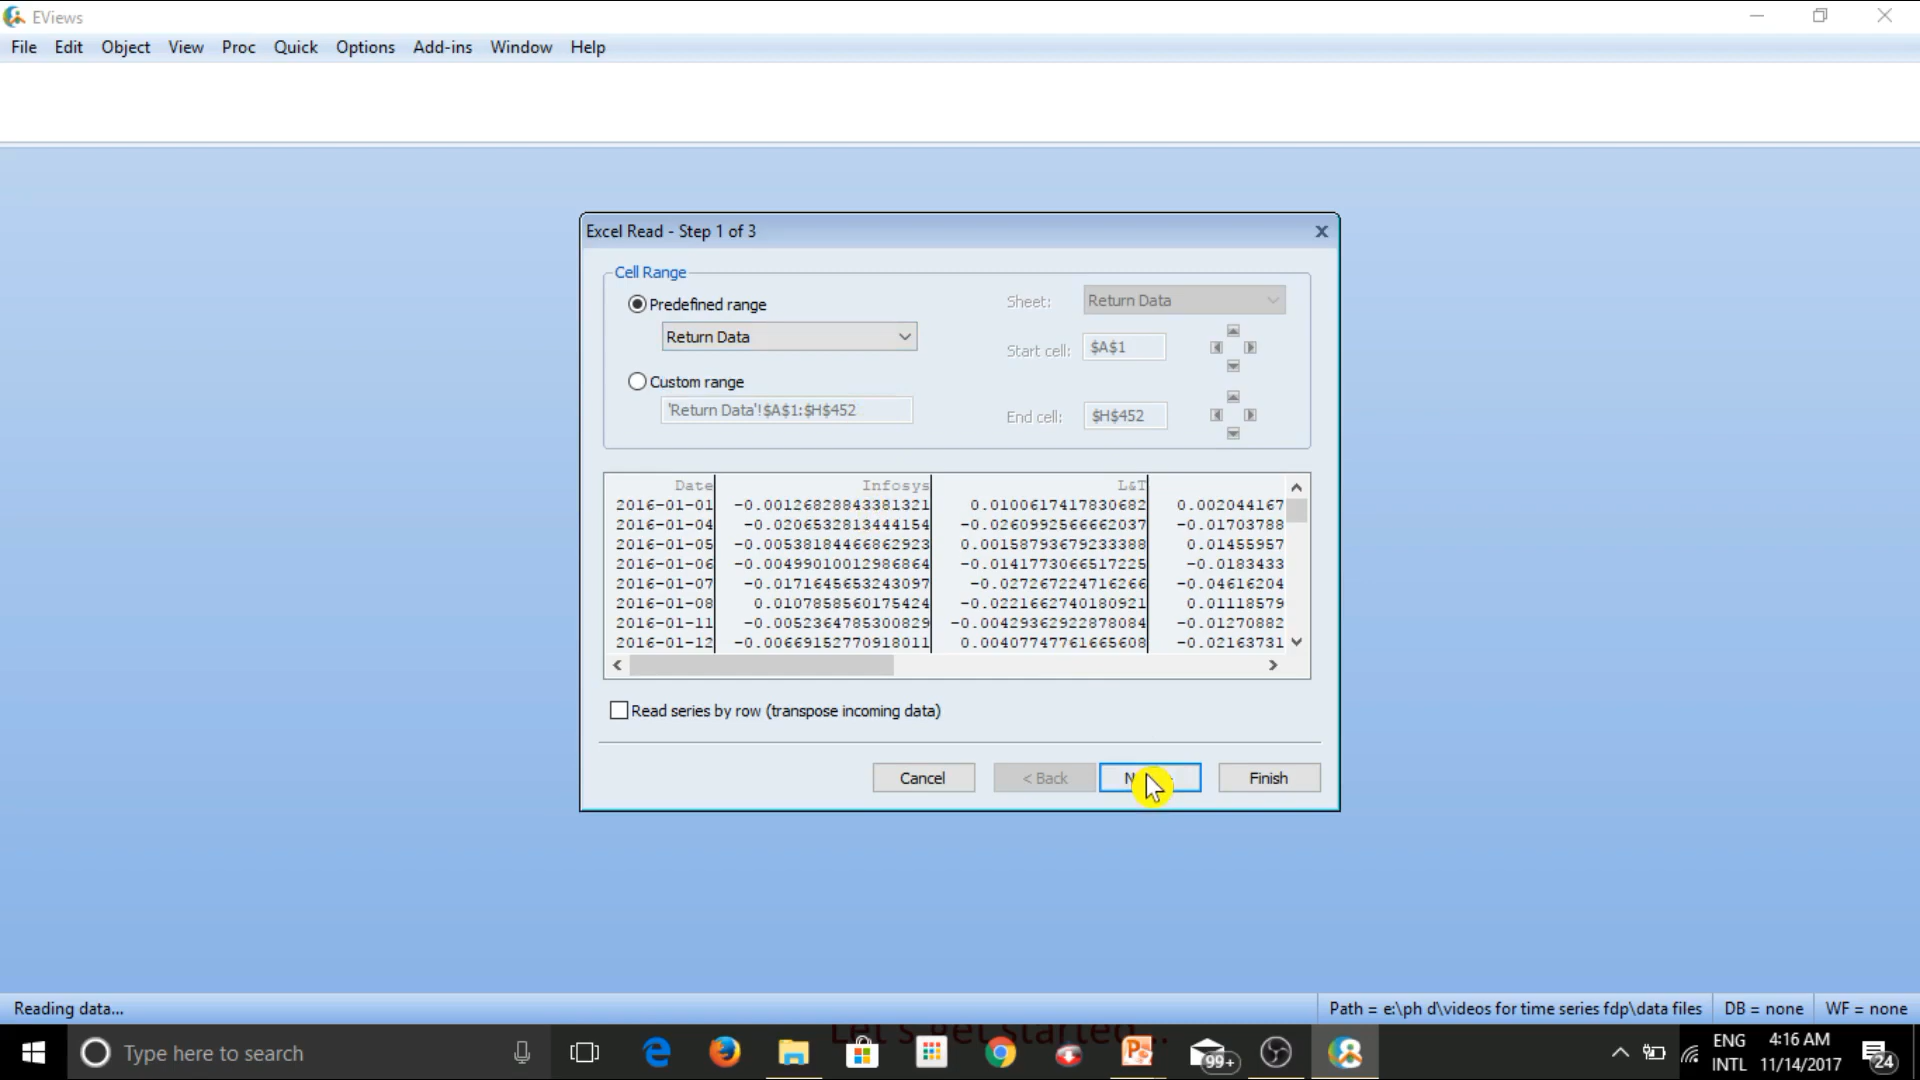 EViews
File Edit Object View Proc Quick Options Add-ins Window Help
Excel Read - Step 1 of 3
Cell Range
Predefined range
Return Data
Custom range
'Return Data'!$A$1:$H$452
Sheet: Return Data
Start cell: $A$1
End cell: $H$452
Date Infosys L&T
2016-01-01 -0.00126828843381321 0.0100617417830682 0.002044167
2016-01-04 -0.0206532813444154 -0.0260992566662037 -0.01703788
2016-01-05 -0.00538184466862923 0.00158793679233388 0.01455957
2016-01-06 -0.00499010012986864 -0.0141773066517225 -0.0183433
2016-01-07 -0.0171645653243097 -0.027267224716266 -0.04616204
2016-01-08 0.0107858560175424 -0.0221662740180921 0.01118579
2016-01-11 -0.0052364785300829 -0.00429362922878084 -0.01270882
2016-01-12 -0.00669152770918011 0.00407747761665608 -0.02163731
Read series by row (transpose incoming data)
Cancel < Back Finish
Reading data... Path = e:\ph d\videos for time series fdp\data files DB = none WF = none
Let's get started...
Type here to search
99+
ENG
INTL
4:16 AM
11/14/2017
24